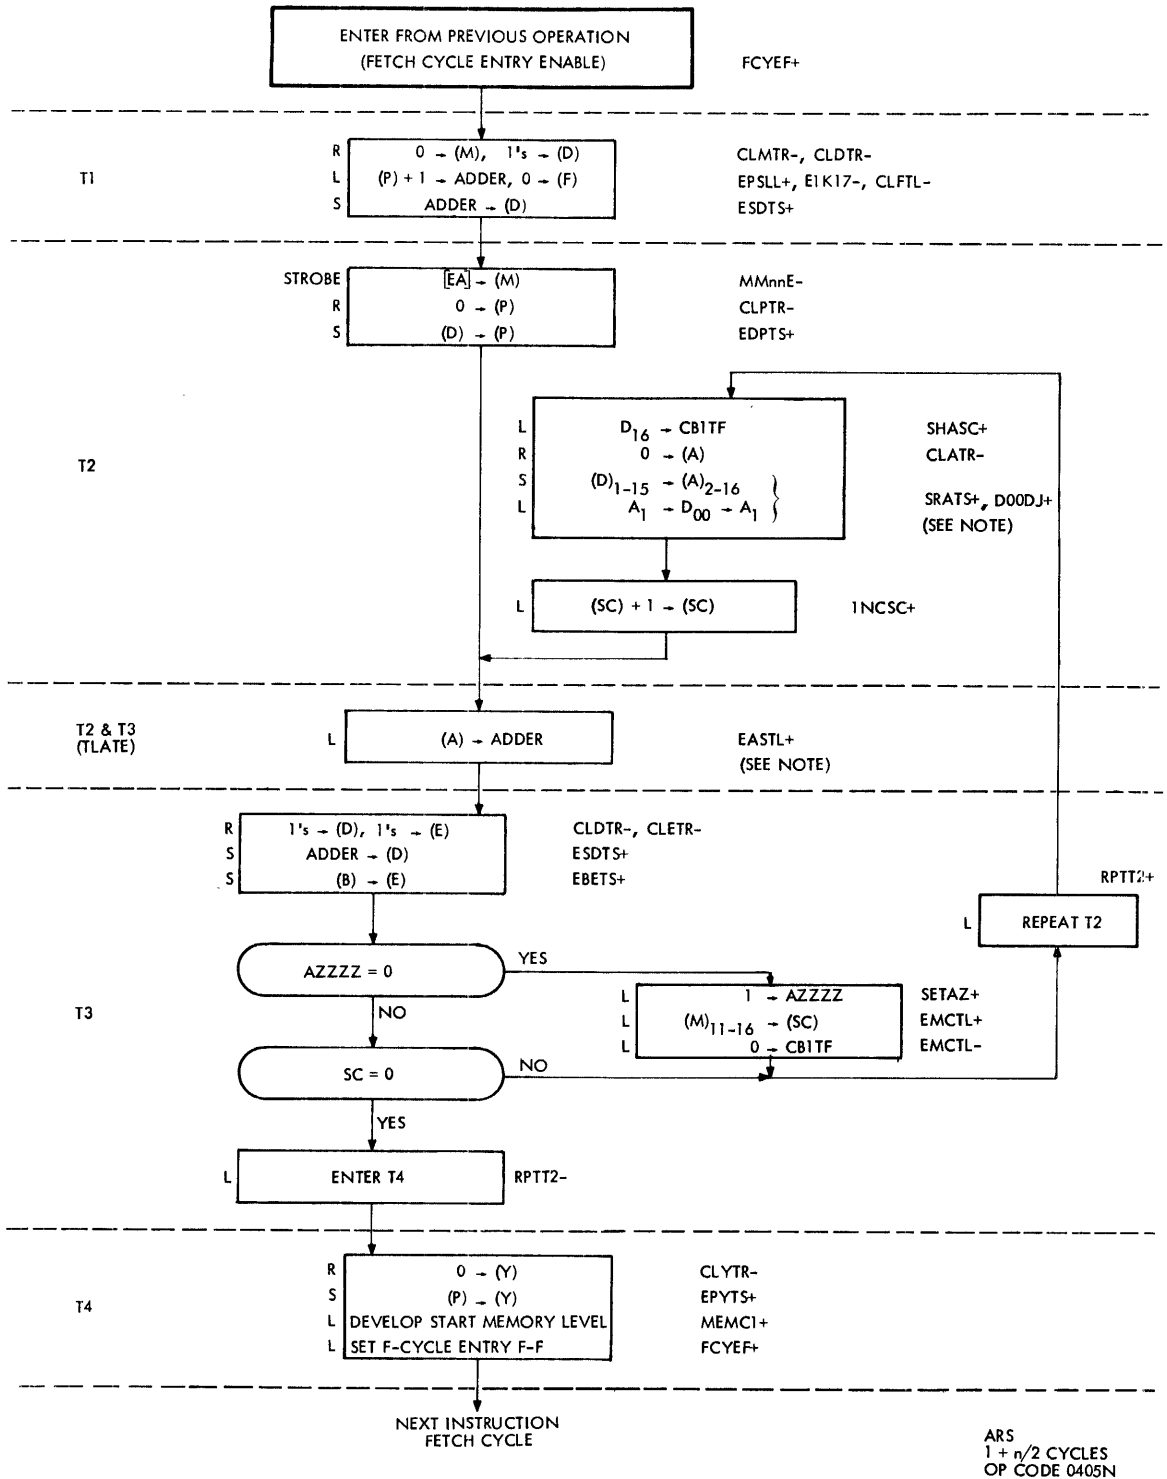 ENTER FROM PREVIOUS OPERATION
(FETCH CYCLE ENTRY ENABLE)
FCYEF+
T1
R 0 → (M), 1's → (D) CLMTR-, CLDTR-
L (P) + 1 → ADDER, 0 → (F) EPSLL+, E1K17-, CLFTL-
S ADDER → (D) ESDTS+
STROBE [EA] → (M) MMnnE-
R 0 → (P) CLPTR-
S (D) → (P) EDPTS+
T2
L D16 → CB1TF SHASC+
R 0 → (A) CLATR-
S (D)1-15 → (A)2-16 }
L A1 → D00 → A1
SRATS+, D00DJ+
(SEE NOTE)
L (SC) + 1 → (SC) 1NCSC+
T2 & T3
(TLATE)
L (A) → ADDER EASTL+
(SEE NOTE)
R 1's → (D), 1's → (E) CLDTR-, CLETR-
S ADDER → (D) ESDTS+
S (B) → (E) EBETS+
RPTT2+
L REPEAT T2
AZZZZ = 0 YES
NO
T3
L 1 → AZZZZ SETAZ+
L (M)11-16 → (SC) EMCTL+
L 0 → CB1TF EMCTL-
SC = 0 NO
YES
L ENTER T4 RPTT2-
T4
R 0 → (Y) CLYTR-
S (P) → (Y) EPYTS+
L DEVELOP START MEMORY LEVEL MEMC1+
L SET F-CYCLE ENTRY F-F FCYEF+
NEXT INSTRUCTION
FETCH CYCLE
ARS
1 + n/2 CYCLES
OP CODE 0405N